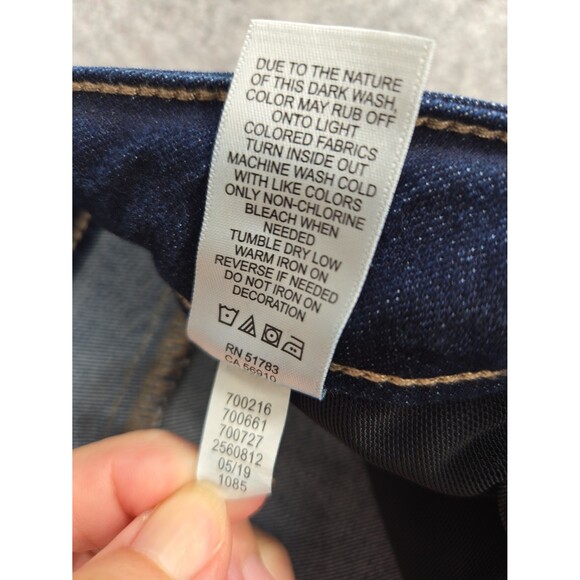 DUE TO THE NATURE
OF THIS DARK WASH,
COLOR MAY RUB OFF
ONTO LIGHT
COLORED FABRICS
TURN INSIDE OUT
MACHINE WASH COLD
WITH LIKE COLORS
ONLY NON-CHLORINE
BLEACH WHEN
NEEDED
TUMBLE DRY LOW
WARM IRON ON
REVERSE IF NEEDED
DO NOT IRON ON
DECORATION
RN 51783
CA 56910
700216
700661
700727
2560812
05/19
1085